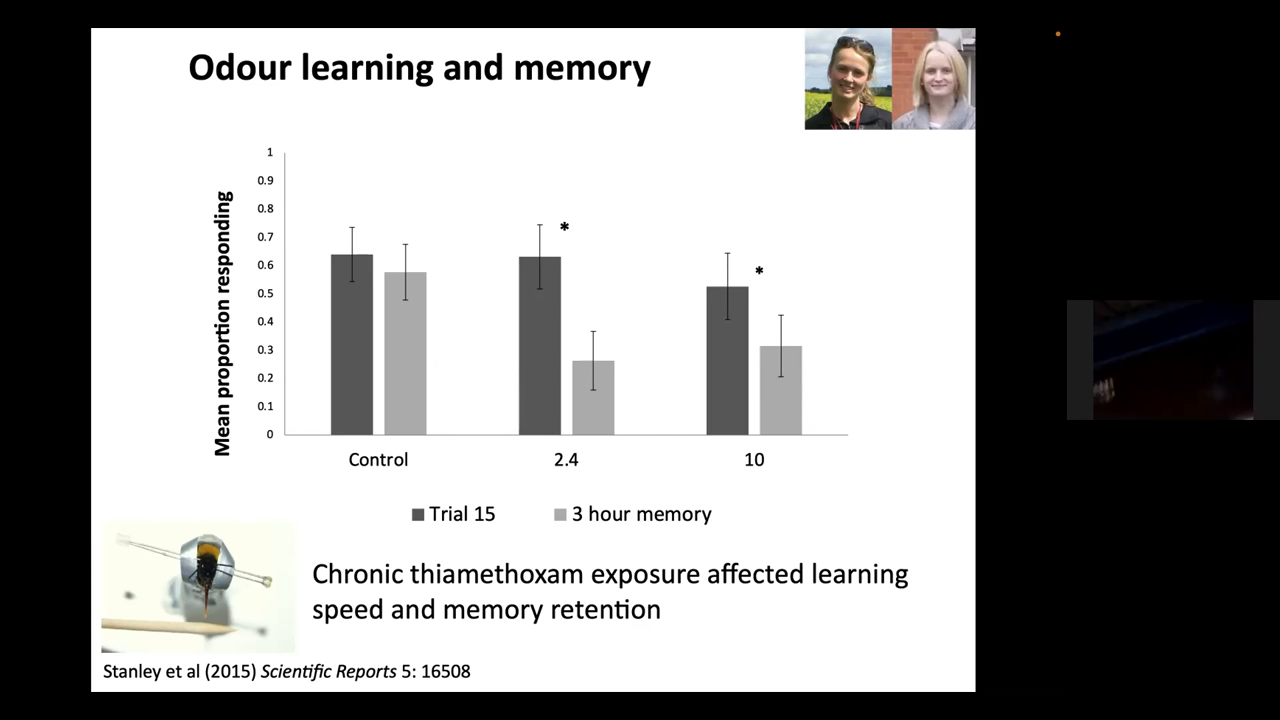 Odour learning and memory
Mean proportion responding
1
0.9
0.8
0.7
0.6
0.5
0.4
0.3
0.2
0.1
0
*
*
Control 2.4 10
Trial 15 3 hour memory
Chronic thiamethoxam exposure affected learning
speed and memory retention
Stanley et al (2015) Scientific Reports 5: 16508